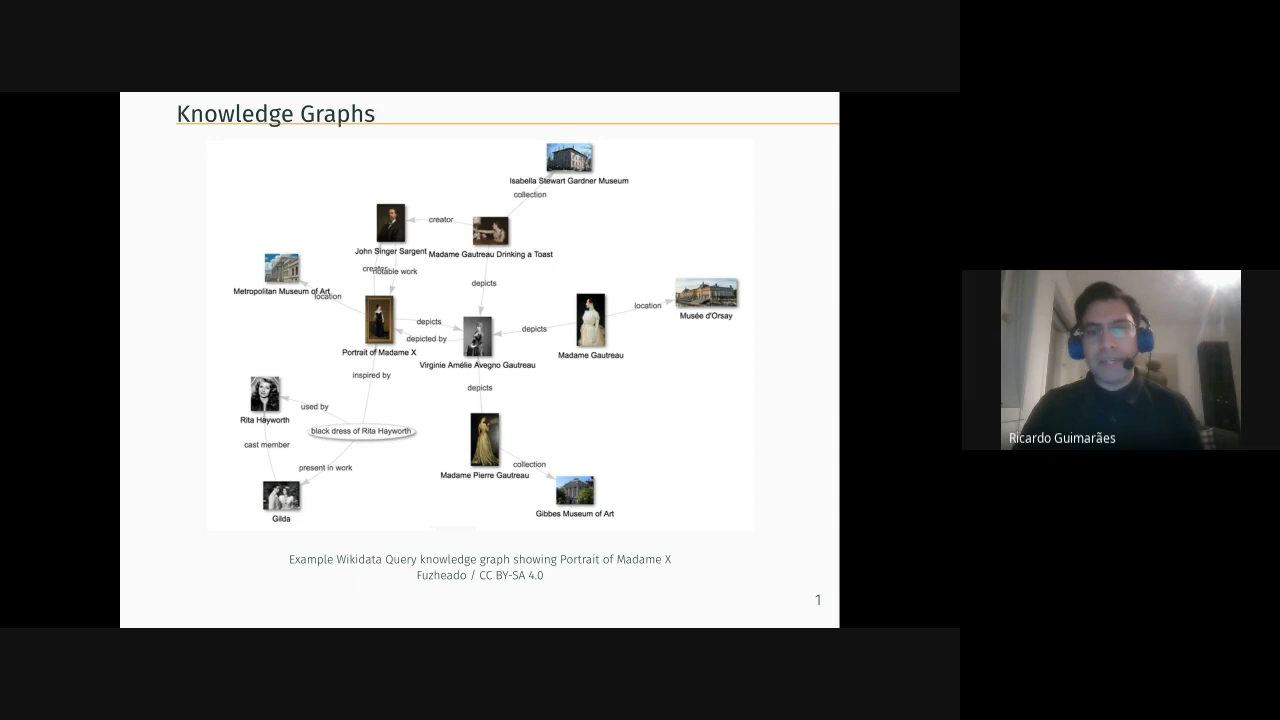 Knowledge Graphs
Isabella Stewart Gardner Museum
collection
creator
John Singer Sargent
Madame Gautreau Drinking a Toast
creator
notable work
depicts
Metropolitan Museum of Art
location
location
Musée d'Orsay
depicts
depicts
depicted by
Portrait of Madame X
Madame Gautreau
Virginie Amélie Avegno Gautreau
inspired by
depicts
used by
Rita Hayworth
black dress of Rita Hayworth
cast member
present in work
collection
Madame Pierre Gautreau
Gilda
Gibbes Museum of Art
Example Wikidata Query knowledge graph showing Portrait of Madame X
Fuzheado / CC BY-SA 4.0
1
Ricardo Guimarães